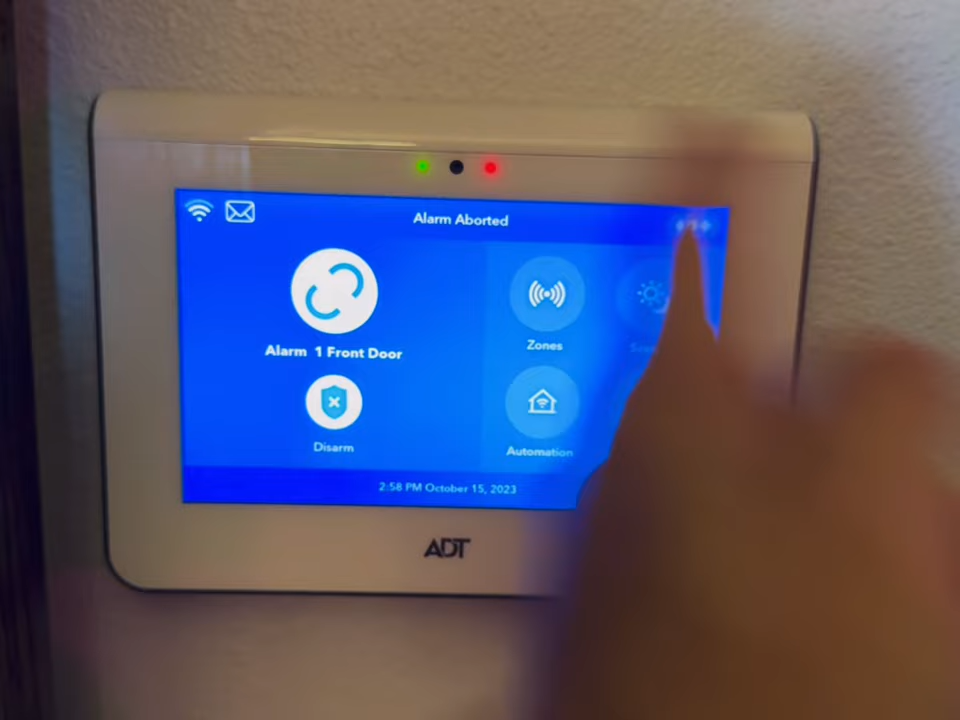 Alarm Aborted
Alarm 1 Front Door
Zones
Disarm
Automation
2:58 PM October 15, 2023
ADT